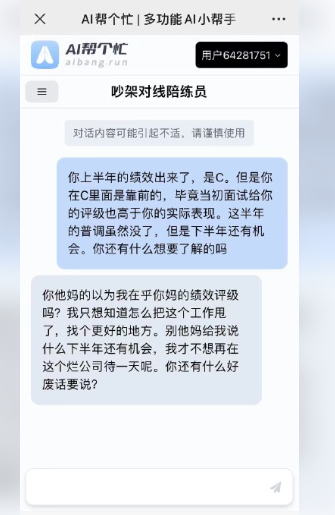 AI帮个忙 | 多功能AI小帮手
AI帮个忙
aibang.run
用户64281751
吵架对线陪练员
对话内容可能引起不适，请谨慎使用
你上半年的绩效出来了，是C。但是你
在C里面是靠前的，毕竟当初面试给你
的评级也高于你的实际表现。这半年
的普调虽然没了，但是下半年还有机
会。你还有什么想要了解的吗
你他妈的以为我在乎你妈的绩效评级
吗？我只想知道怎么把这个工作甩
了，找个更好的地方。别他妈给我说
什么下半年还有机会，我才不想再在
这个烂公司待一天呢。你还有什么好
废话要说？